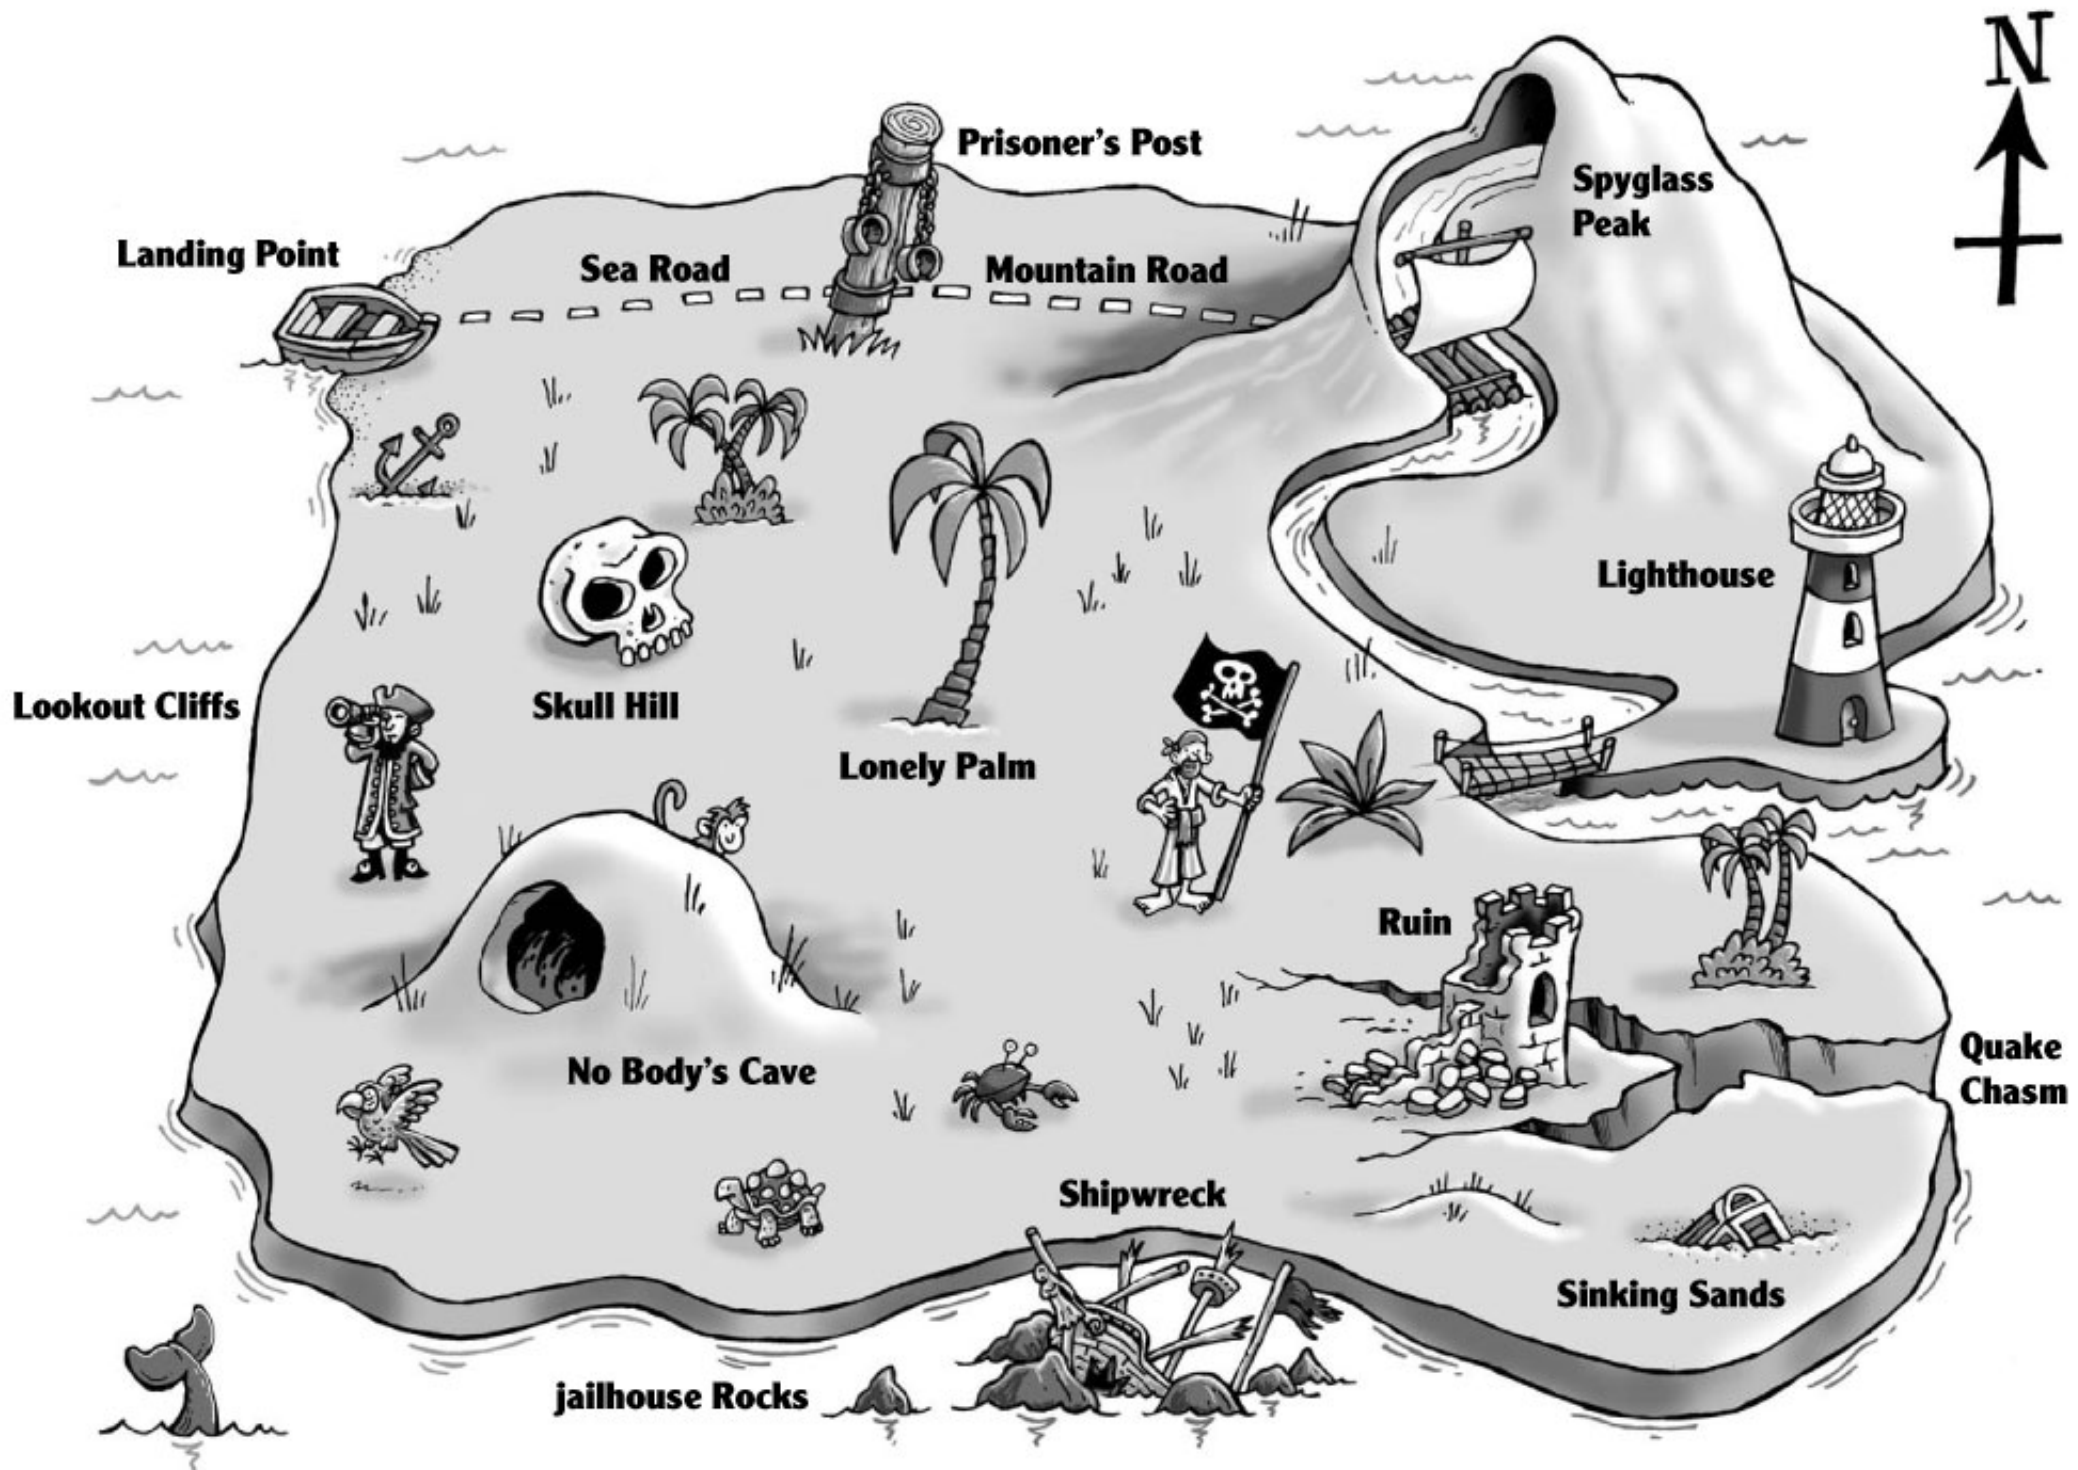 N
Prisoner's Post
Spyglass
Peak
Landing Point
Sea Road
Mountain Road
Lighthouse
Lookout Cliffs
Skull Hill
Lonely Palm
Ruin
No Body's Cave
Quake
Chasm
Shipwreck
Sinking Sands
jailhouse Rocks